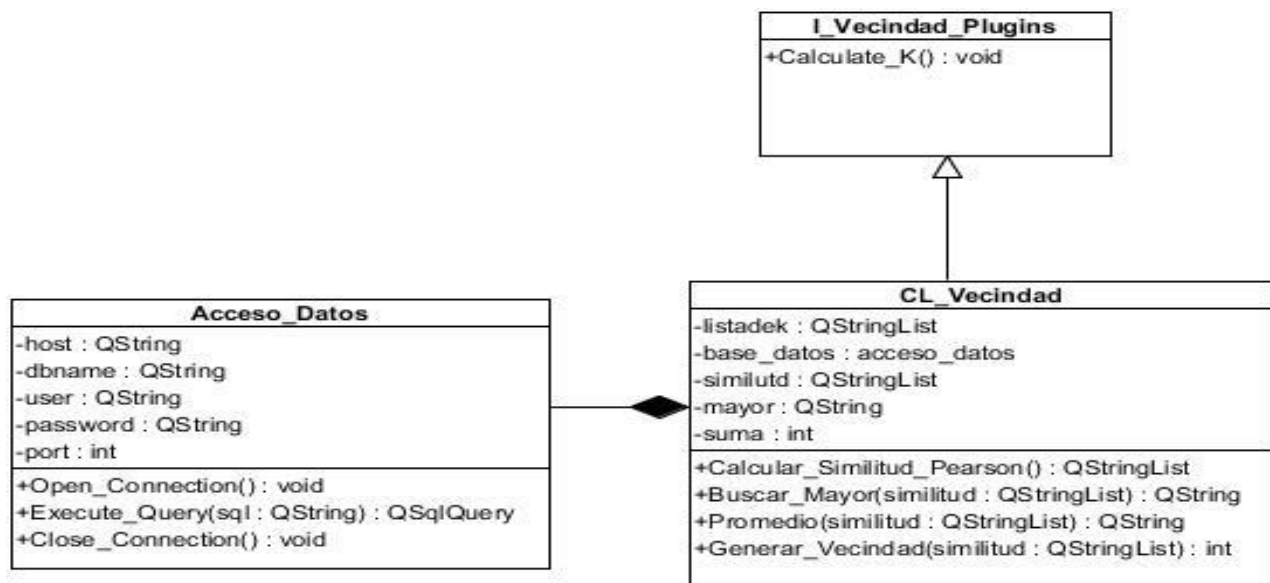 I_Vecindad_Plugins
+Calculate_K() : void
Acceso_Datos
-host : QString
-dbname : QString
-user : QString
-password : QString
-port : int
+Open_Connection() : void
+Execute_Query(sql : QString) : QSqlQuery
+Close_Connection() : void
CL_Vecindad
-listadek : QStringList
-base_datos : acceso_datos
-similutd : QStringList
-mayor : QString
-suma : int
+Calcular_Similitud_Pearson() : QStringList
+Buscar_Mayor(similitud : QStringList) : QString
+Promedio(similitud : QStringList) : QString
+Generar_Vecindad(similitud : QStringList) : int